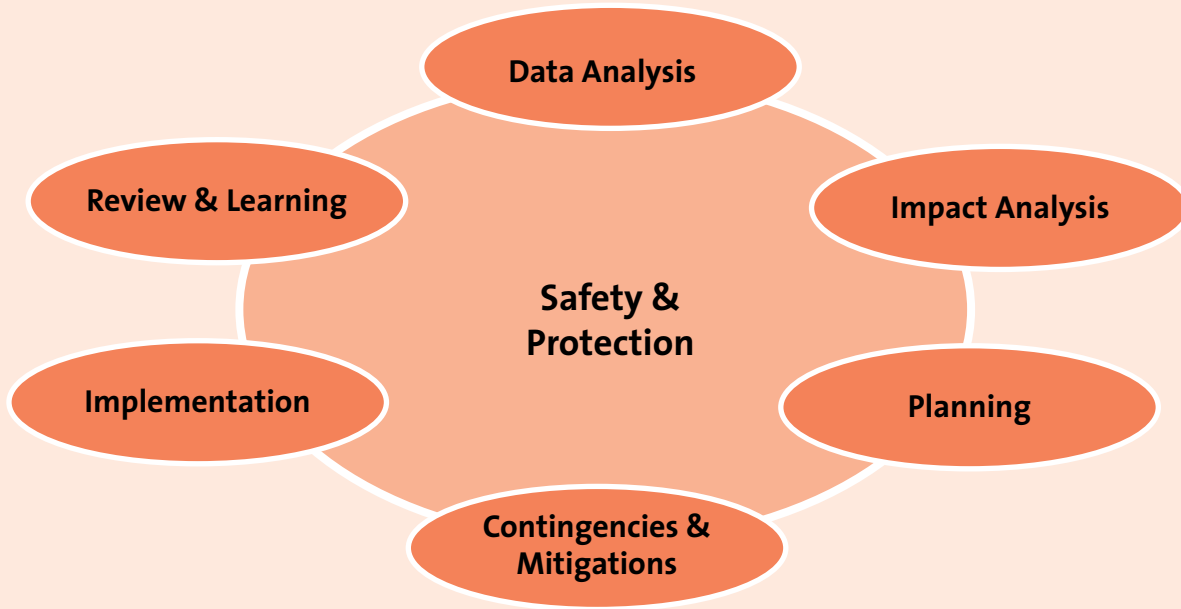 Data Analysis
Review & Learning
Impact Analysis
Safety &
Protection
Implementation
Planning
Contingencies &
Mitigations